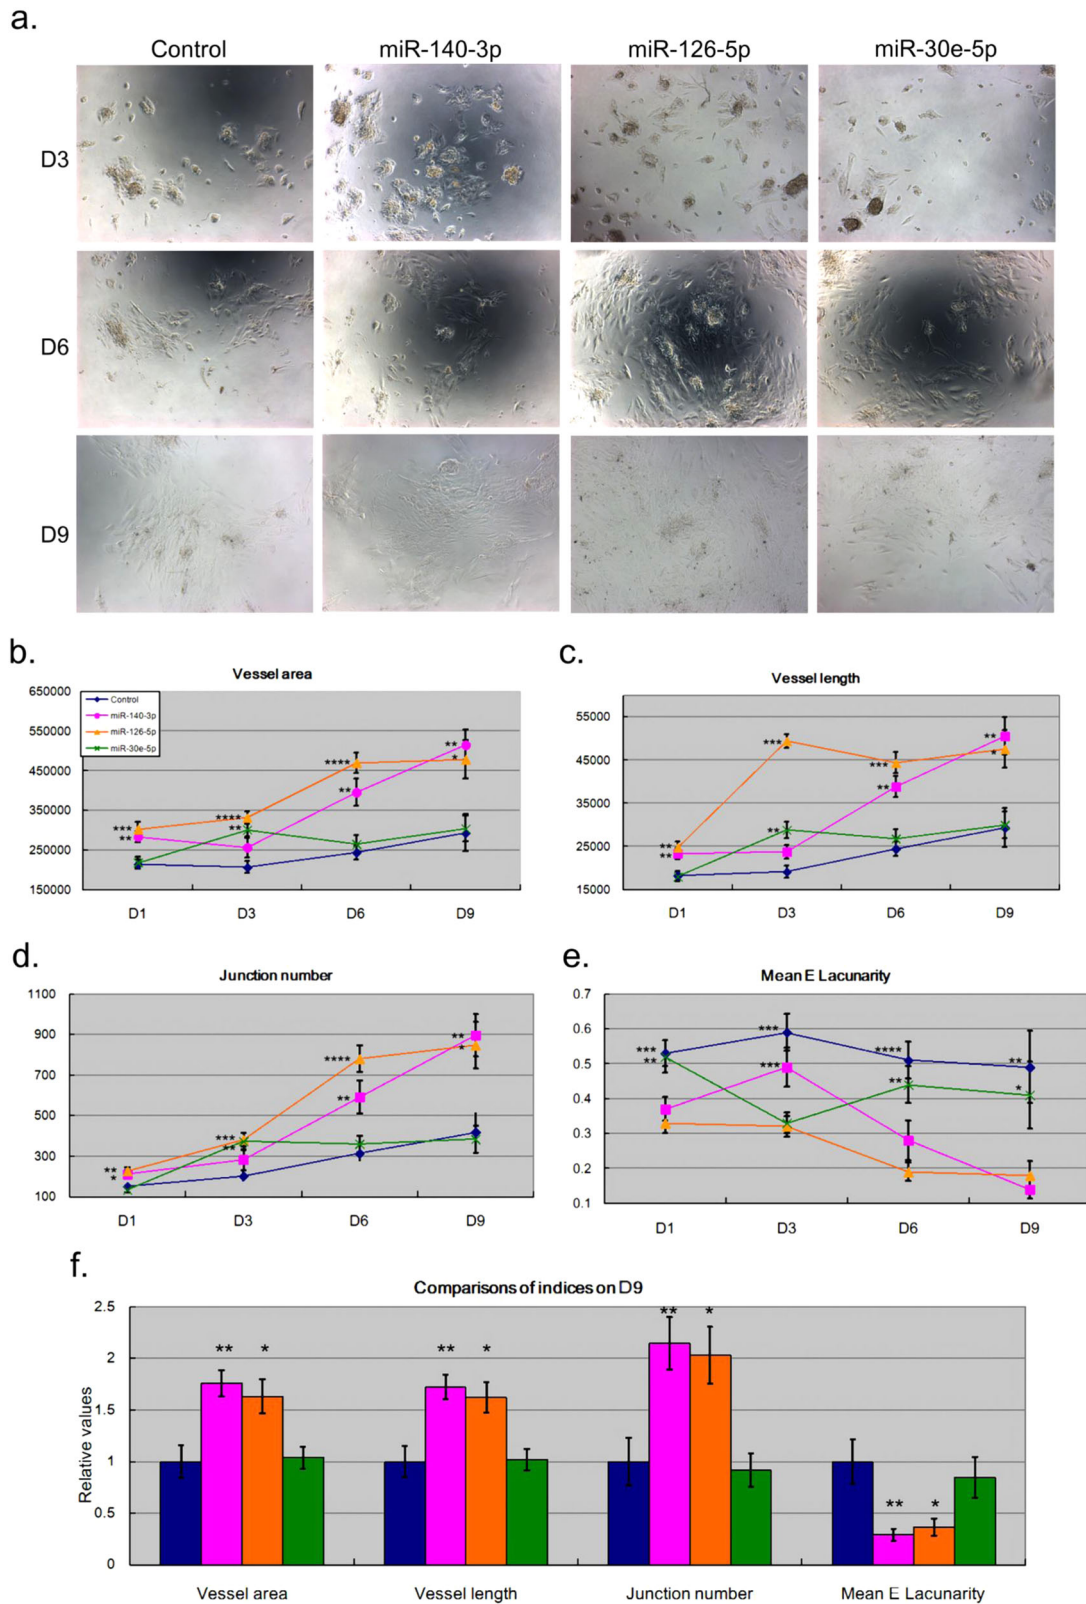 a.
Control miR-140-3p miR-126-5p miR-30e-5p
D3
D6
D9
b.
Vessel area
650000
550000
450000
350000
250000
150000
Control
miR-140-3p
miR-126-5p
miR-30e-5p
*** ** **** ** **** ** ** *
D1 D3 D6 D9
c.
Vessel length
55000
45000
35000
25000
15000
** ** *** ** *** ** ** *
D1 D3 D6 D9
d.
Junction number
1100
900
700
500
300
100
** * *** ** **** ** ** *
D1 D3 D6 D9
e.
Mean E Lacunarity
0.7
0.6
0.5
0.4
0.3
0.2
0.1
*** ** *** *** **** ** ** *
D1 D3 D6 D9
f.
Comparisons of indices on D9
Relative values
2.5
2
1.5
1
0.5
0
** * ** * ** * ** *
Vessel area Vessel length Junction number Mean E Lacunarity